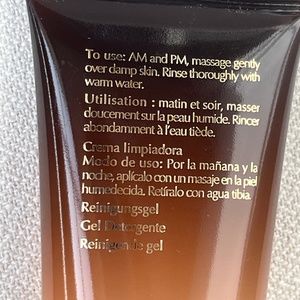 To use: AM and PM, massage gently
over damp skin. Rinse thoroughly with
warm water.
Utilisation : matin et soir, masser
doucement sur la peau humide. Rincer
abondamment à l'eau tiède.
Crema limpiadora
Modo de uso: Por la mañana y la
noche, aplícalo con un masaje en la piel
humedecida. Retíralo con agua tibia.
Reinigungsgel
Gel Detergente
Reinigende gel